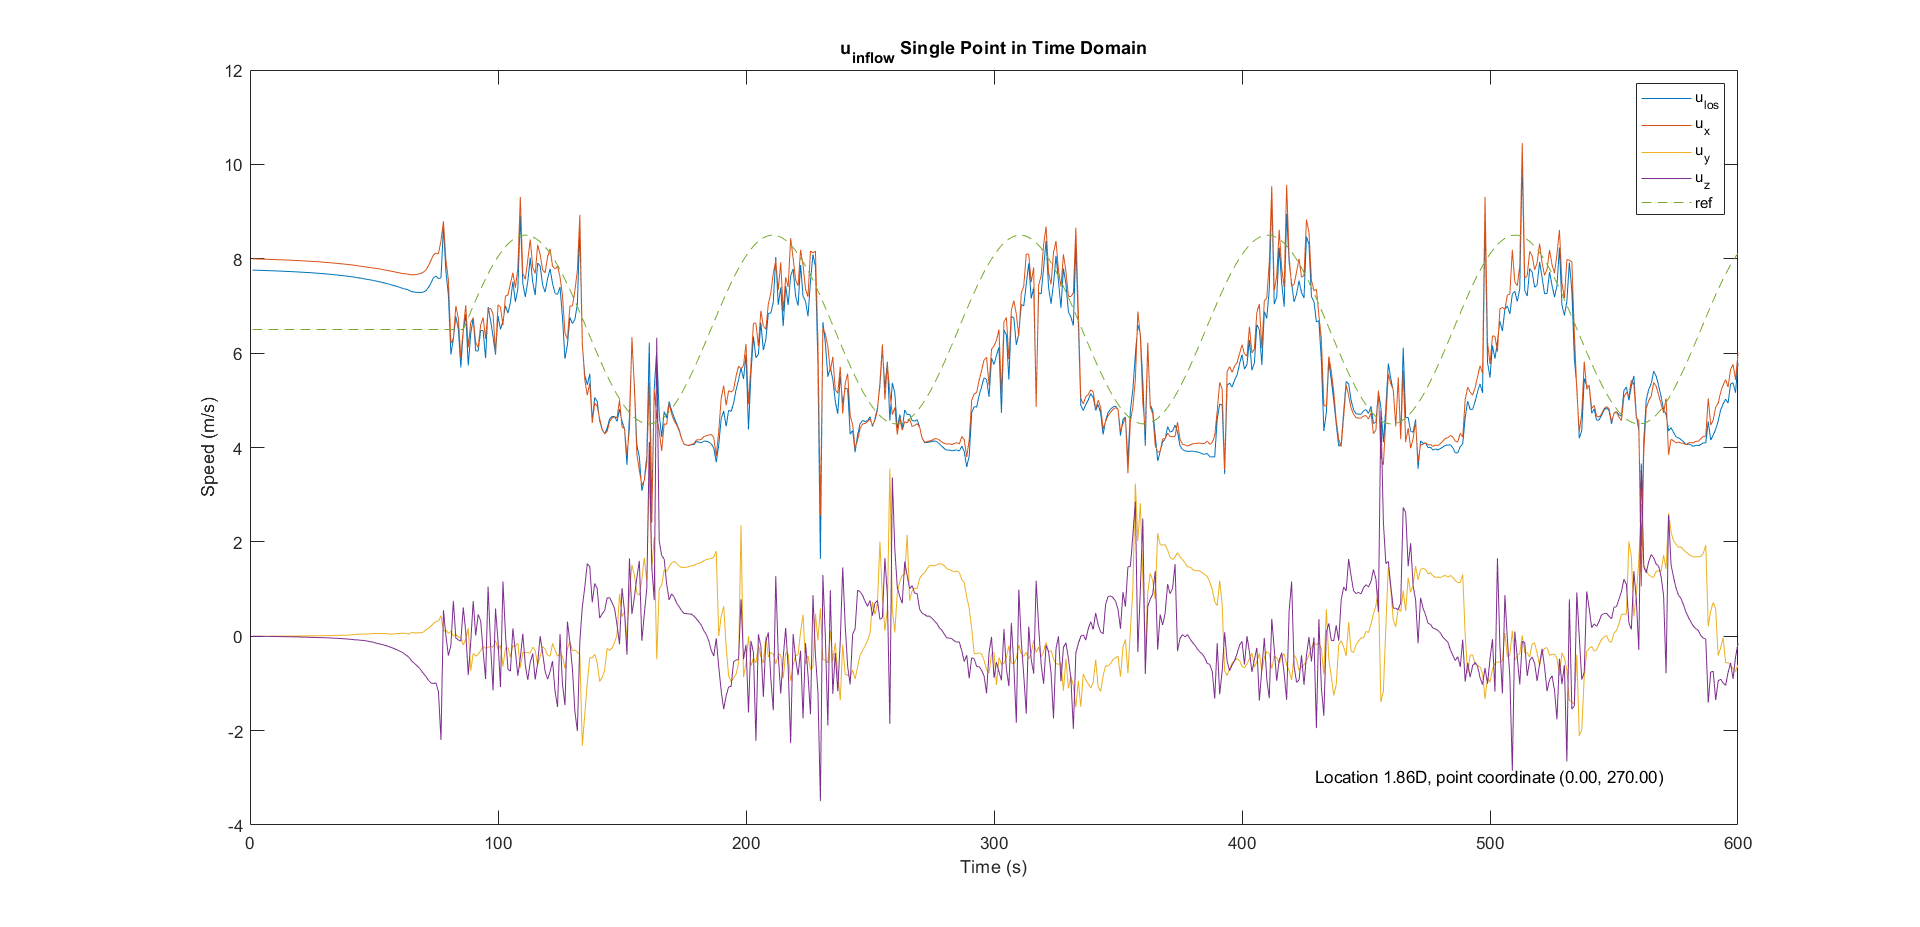 u_inflow Single Point in Time Domain
12
10
8
6
4
2
0
-2
-4
Speed (m/s)
u_los
u_x
u_y
u_z
ref
Location 1.86D, point coordinate (0.00, 270.00)
0 100 200 300 400 500 600
Time (s)